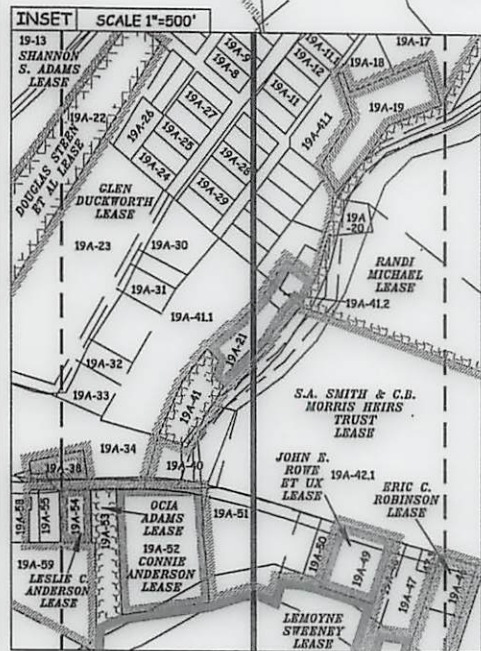 INSET SCALE 1"=500'
19-13
SHANNON
S. ADAMS
LEASE
19A-22
DOUGLAS STERN
ET AL LEASE
19A-9
19A-8
19A-11.1
19A-12
19A-11
19A-17
19A-18
19A-19
19A-41.1
19A-27
19A-26
19A-25
19A-24
19A-28
19A-29
GLEN
DUCKWORTH
LEASE
19A
-20
19A-23
19A-30
19A-31
RANDI
MICHAEL
LEASE
19A-41.2
19A-41.1
19A-21
19A-32
19A-33
19A-41
S.A. SMITH & C.B.
MORRIS HEIRS
TRUST
LEASE
19A-34
19A-40
19A-38
JOHN E.
ROWE
ET UX
LEASE
19A-42.1
ERIC C.
ROBINSON
LEASE
19A-55
19A-54
19A-53
OCIA
ADAMS
LEASE
19A-51
19A-50
19A-49
19A-47
19A-59
LESLIE C.
ANDERSON
LEASE
19A-52
CONNIE
ANDERSON
LEASE
LEMOYNE
SWEENEY
LEASE